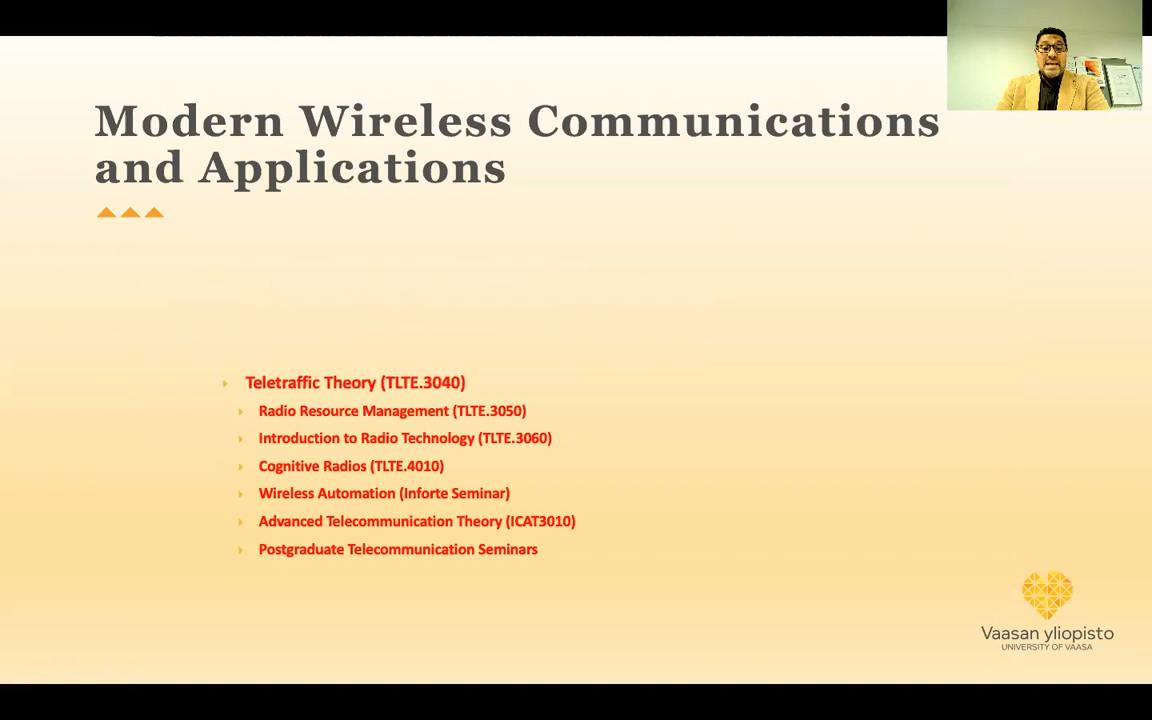 Modern Wireless Communications
and Applications
Teletraffic Theory (TLTE.3040)
Radio Resource Management (TLTE.3050)
Introduction to Radio Technology (TLTE.3060)
Cognitive Radios (TLTE.4010)
Wireless Automation (Inforte Seminar)
Advanced Telecommunication Theory (ICAT3010)
Postgraduate Telecommunication Seminars
Vaasan yliopisto
UNIVERSITY OF VAASA